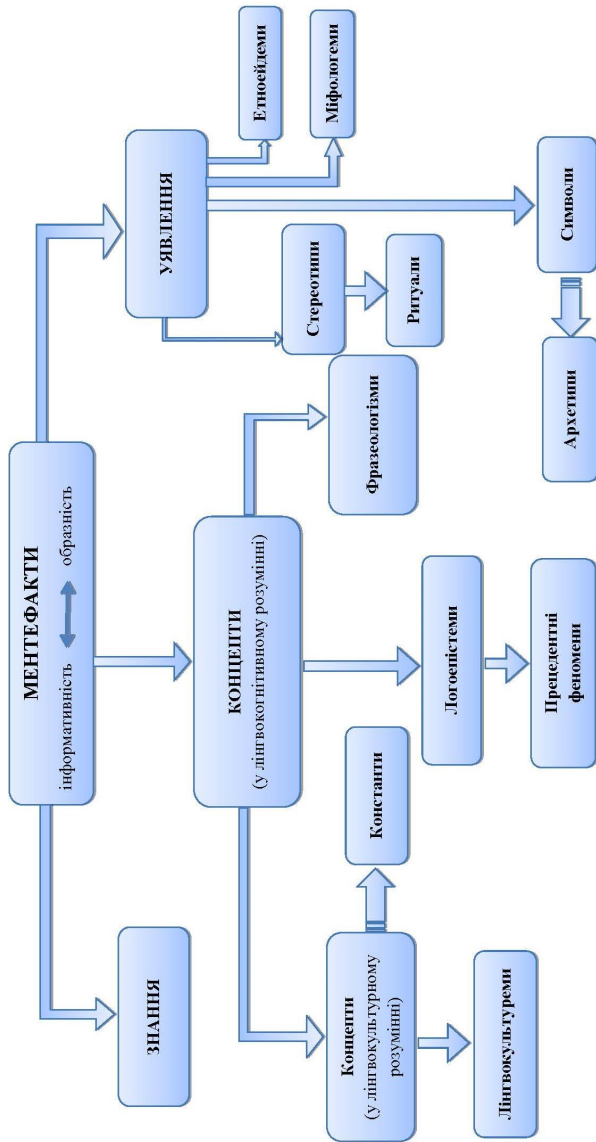 МЕНТЕФАКТИ
інформативність
образність
ЗНАННЯ
КОНЦЕПТИ
(у лінгвокогнітивному розумінні)
УЯВЛЕННЯ
Концепти
(у лінгвокультурному
розумінні)
Константи
Лінгвокультуреми
Логоепістеми
Прецедентні
феномени
Фразеологізми
Стереотипи
Ритуали
Етноейдеми
Міфологеми
Символи
Архетипи